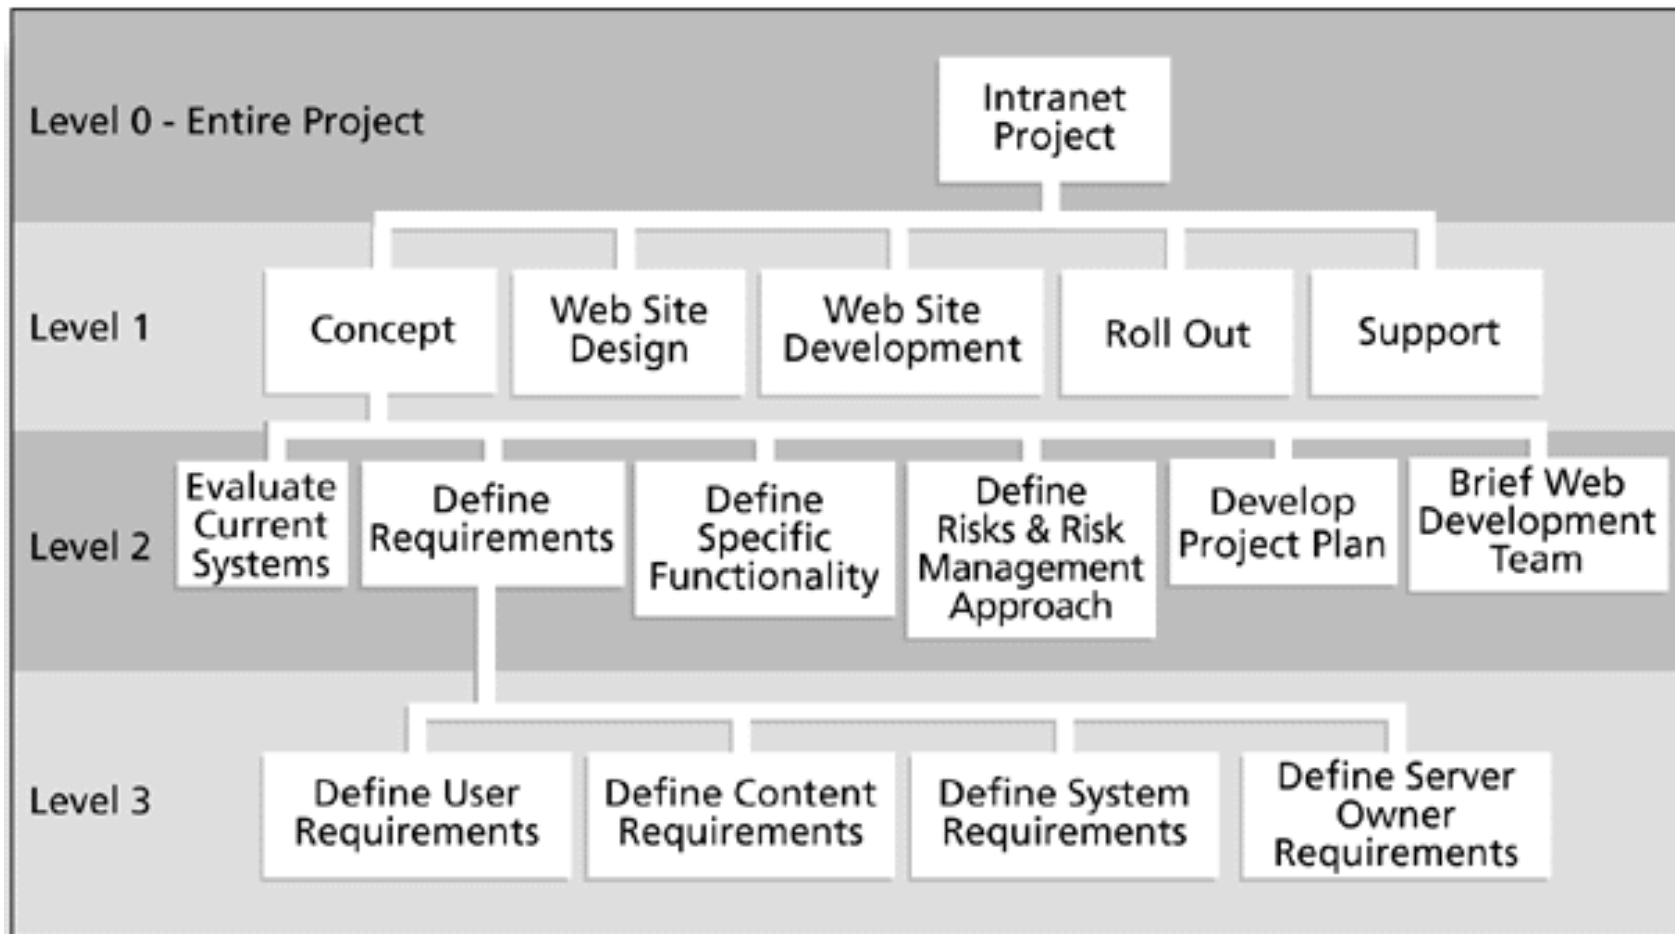 Level 0 - Entire Project
Intranet
Project
Level 1
Concept
Web Site
Design
Web Site
Development
Roll Out
Support
Level 2
Evaluate
Current
Systems
Define
Requirements
Define
Specific
Functionality
Define
Risks & Risk
Management
Approach
Develop
Project Plan
Brief Web
Development
Team
Level 3
Define User
Requirements
Define Content
Requirements
Define System
Requirements
Define Server
Owner
Requirements